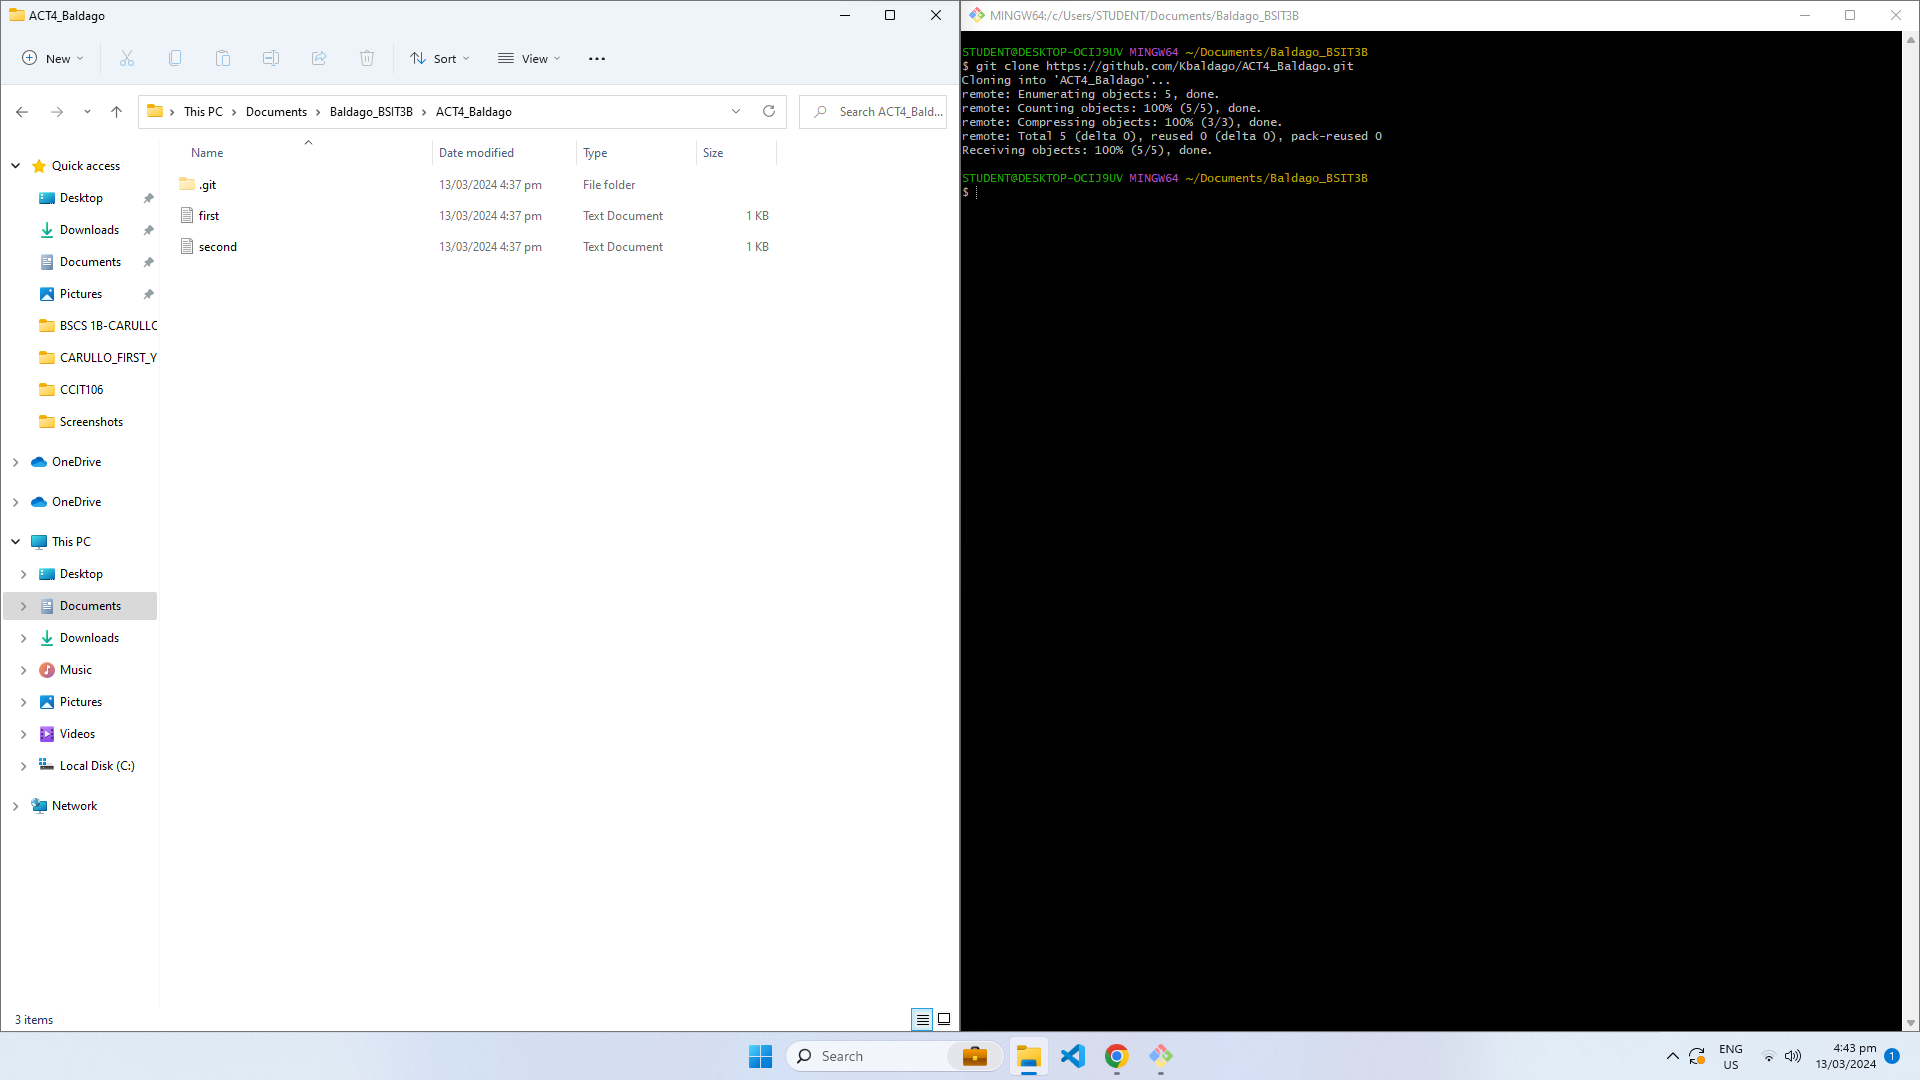 ACT4_Baldago
New
Sort
View
This PC
Documents
Baldago_BSIT3B
ACT4_Baldago
Search ACT4_Bald...
Name
Date modified
Type
Size
.git
13/03/2024 4:37 pm
File folder
first
13/03/2024 4:37 pm
Text Document
1 KB
second
13/03/2024 4:37 pm
Text Document
1 KB
Quick access
Desktop
Downloads
Documents
Pictures
BSCS 1B-CARULLO
CARULLO_FIRST_Y
CCIT106
Screenshots
OneDrive
OneDrive
This PC
Desktop
Documents
Downloads
Music
Pictures
Videos
Local Disk (C:)
Network
3 items
MINGW64:/c/Users/STUDENT/Documents/Baldago_BSIT3B
STUDENT@DESKTOP-OCIJ9UV MINGW64 ~/Documents/Baldago_BSIT3B
$ git clone https://github.com/Kbaldago/ACT4_Baldago.git
Cloning into 'ACT4_Baldago'...
remote: Enumerating objects: 5, done.
remote: Counting objects: 100% (5/5), done.
remote: Compressing objects: 100% (3/3), done.
remote: Total 5 (delta 0), reused 0 (delta 0), pack-reused 0
Receiving objects: 100% (5/5), done.
STUDENT@DESKTOP-OCIJ9UV MINGW64 ~/Documents/Baldago_BSIT3B
$
Search
ENG
US
4:43 pm
13/03/2024
1